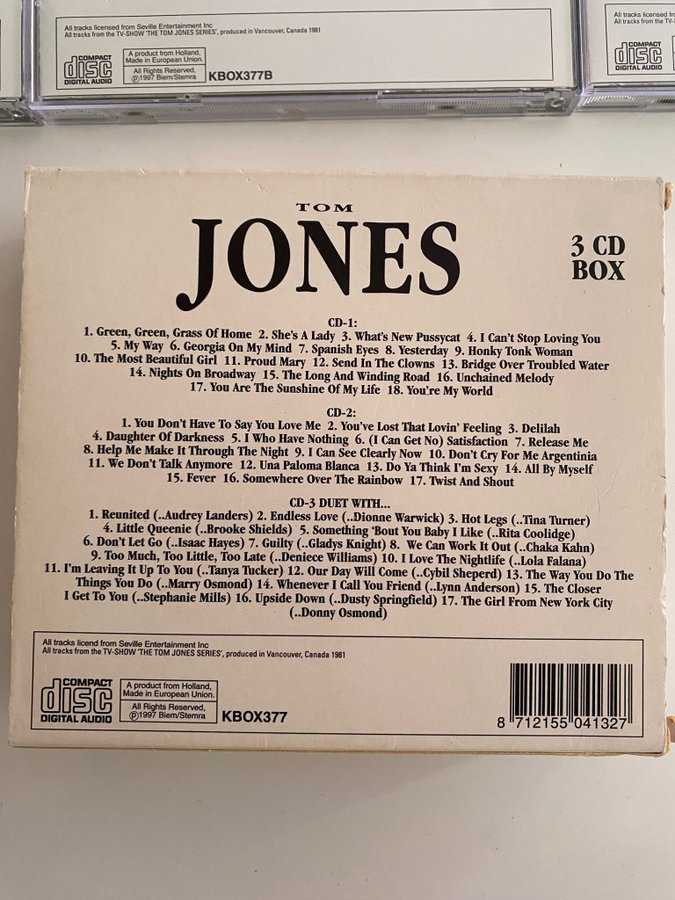 All tracks licensed from Seville Entertainment Inc
All tracks from the TV-SHOW 'THE TOM JONES SERIES', produced in Vancouver, Canada 1981
COMPACT
disc
DIGITAL AUDIO
A product from Holland,
Made in European Union.
All Rights Reserved,
℗1997 Biem/Stemra
KBOX377B
All tracks licensed
All tracks from the
COMPACT
disc
DIGITAL AUDIO
TOM
JONES
3 CD
BOX
CD-1:
1. Green, Green, Grass Of Home 2. She's A Lady 3. What's New Pussycat 4. I Can't Stop Loving You
5. My Way 6. Georgia On My Mind 7. Spanish Eyes 8. Yesterday 9. Honky Tonk Woman
10. The Most Beautiful Girl 11. Proud Mary 12. Send In The Clowns 13. Bridge Over Troubled Water
14. Nights On Broadway 15. The Long And Winding Road 16. Unchained Melody
17. You Are The Sunshine Of My Life 18. You're My World
CD-2:
1. You Don't Have To Say You Love Me 2. You've Lost That Lovin' Feeling 3. Delilah
4. Daughter Of Darkness 5. I Who Have Nothing 6. (I Can Get No) Satisfaction 7. Release Me
8. Help Me Make It Through The Night 9. I Can See Clearly Now 10. Don't Cry For Me Argentinia
11. We Don't Talk Anymore 12. Una Paloma Blanca 13. Do Ya Think I'm Sexy 14. All By Myself
15. Fever 16. Somewhere Over The Rainbow 17. Twist And Shout
CD-3 DUET WITH...
1. Reunited (..Audrey Landers) 2. Endless Love (..Dionne Warwick) 3. Hot Legs (..Tina Turner)
4. Little Queenie (..Brooke Shields) 5. Something 'Bout You Baby I Like (..Rita Coolidge)
6. Don't Let Go (..Isaac Hayes) 7. Guilty (..Gladys Knight) 8. We Can Work It Out (..Chaka Kahn)
9. Too Much, Too Little, Too Late (..Deniece Williams) 10. I Love The Nightlife (..Lola Falana)
11. I'm Leaving It Up To You (..Tanya Tucker) 12. Our Day Will Come (..Cybil Sheperd) 13. The Way You Do The
Things You Do (..Marry Osmond) 14. Whenever I Call You Friend (..Lynn Anderson) 15. The Closer
I Get To You (..Stephanie Mills) 16. Upside Down (..Dusty Springfield) 17. The Girl From New York City
(..Donny Osmond)
All tracks licend from Seville Entertainment Inc
All tracks from the TV-SHOW 'THE TOM JONES SERIES', produced in Vancouver, Canada 1981
COMPACT
disc
DIGITAL AUDIO
A product from Holland,
Made in European Union.
All Rights Reserved,
℗1997 Biem/Stemra
KBOX377
8 712155 041327